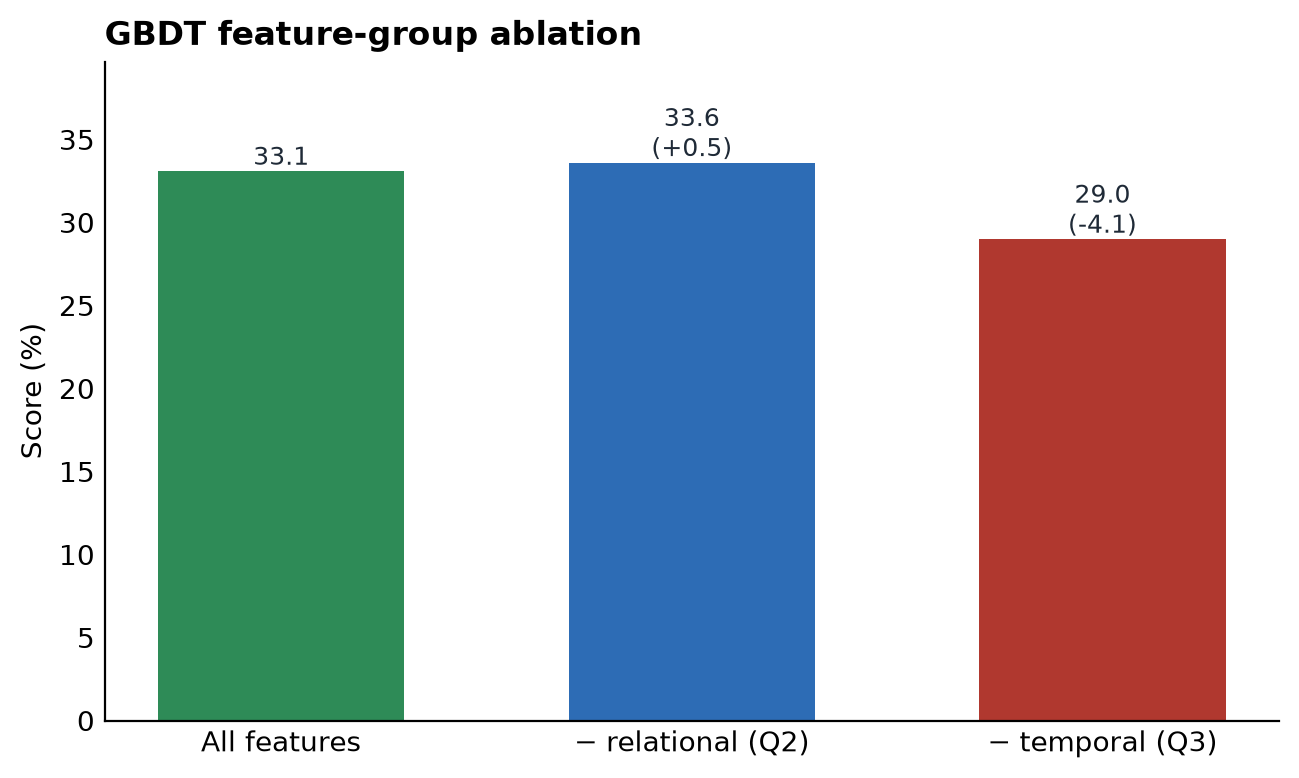 GBDT feature-group ablation
Score (%)
35
30
25
20
15
10
5
0
33.1
33.6
(+0.5)
29.0
(-4.1)
All features
− relational (Q2)
− temporal (Q3)